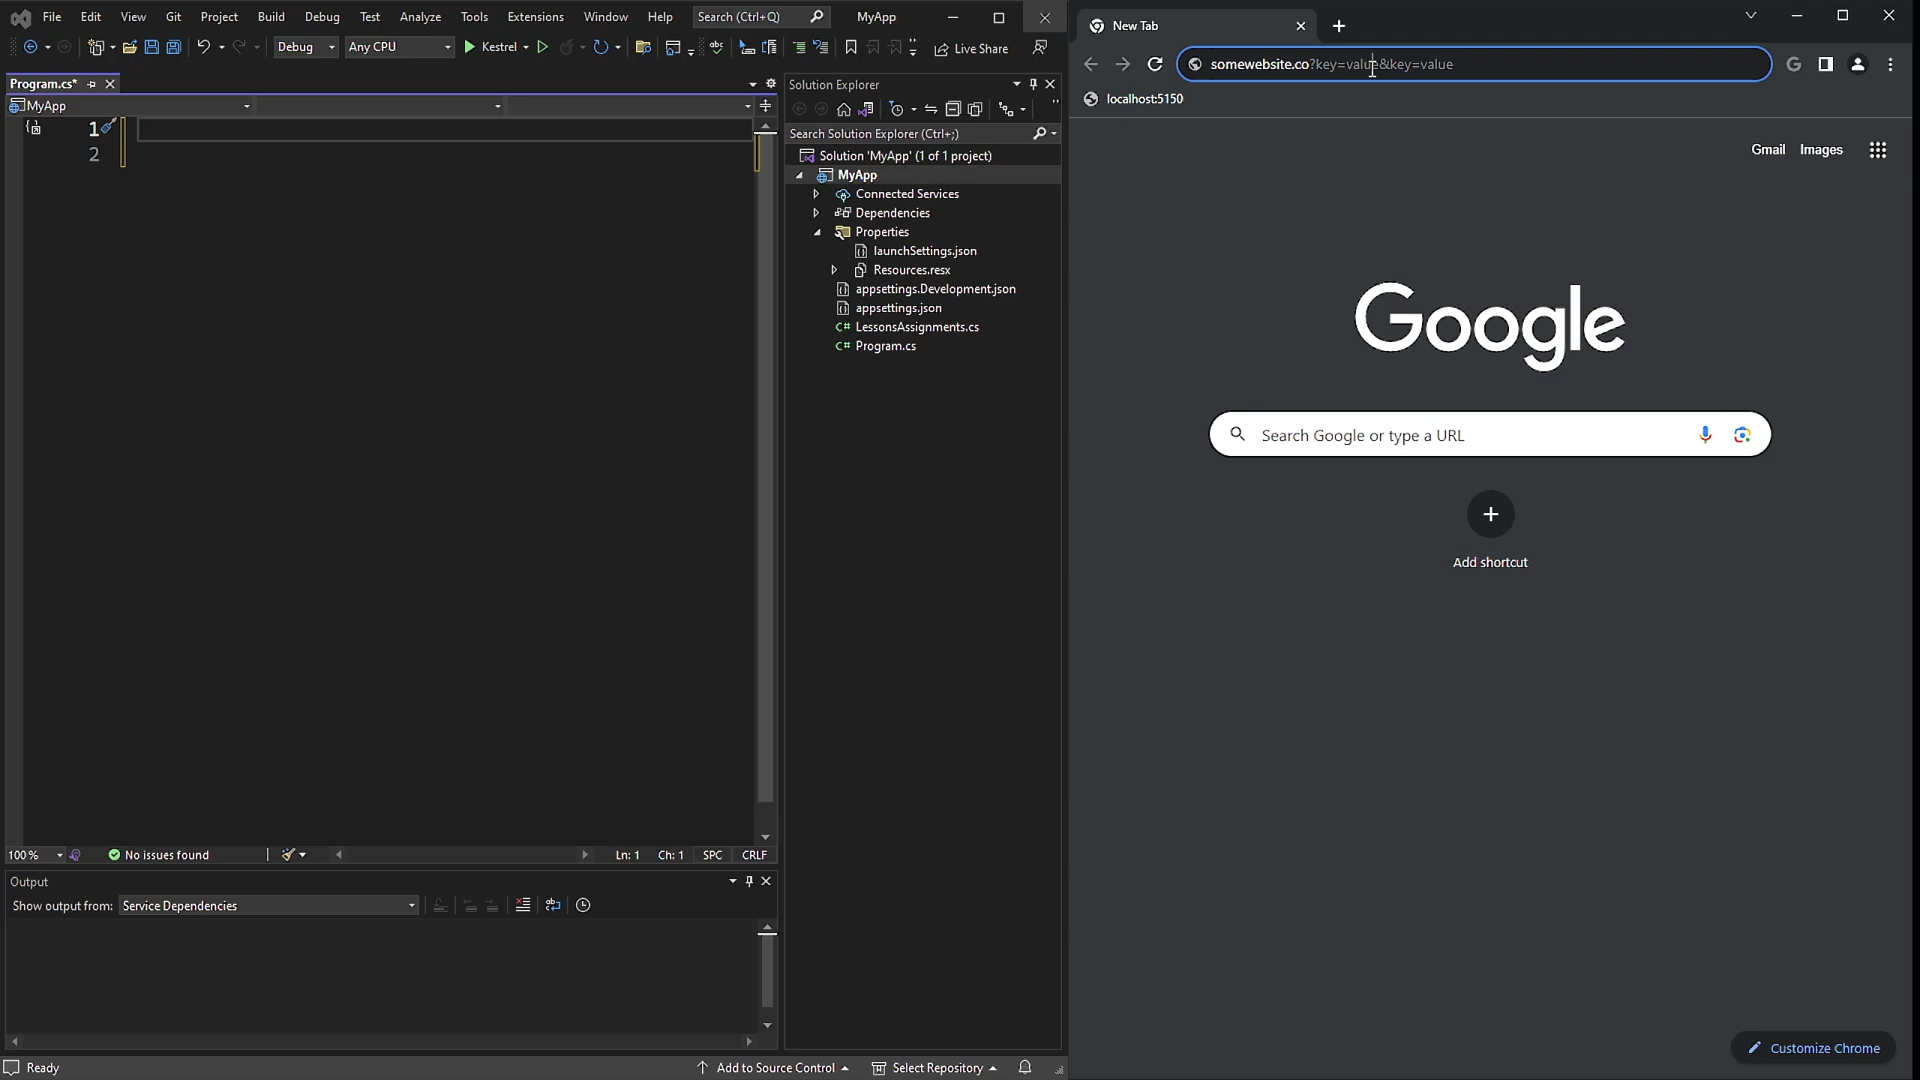 File Edit View Git Project Build Debug Test Analyze Tools Extensions Window Help Search (Ctrl+Q) MyApp
Debug Any CPU Kestrel Live Share
Program.cs*
MyApp
1
2
100 % No issues found Ln: 1 Ch: 1 SPC CRLF
Output
Show output from: Service Dependencies
Solution Explorer
Search Solution Explorer (Ctrl+;)
Solution 'MyApp' (1 of 1 project)
MyApp
Connected Services
Dependencies
Properties
launchSettings.json
Resources.resx
appsettings.Development.json
appsettings.json
C# LessonsAssignments.cs
C# Program.cs
Ready Add to Source Control Select Repository
New Tab
somewebsite.co?key=value&key=value
localhost:5150
Gmail Images
Google
Search Google or type a URL
Add shortcut
Customize Chrome